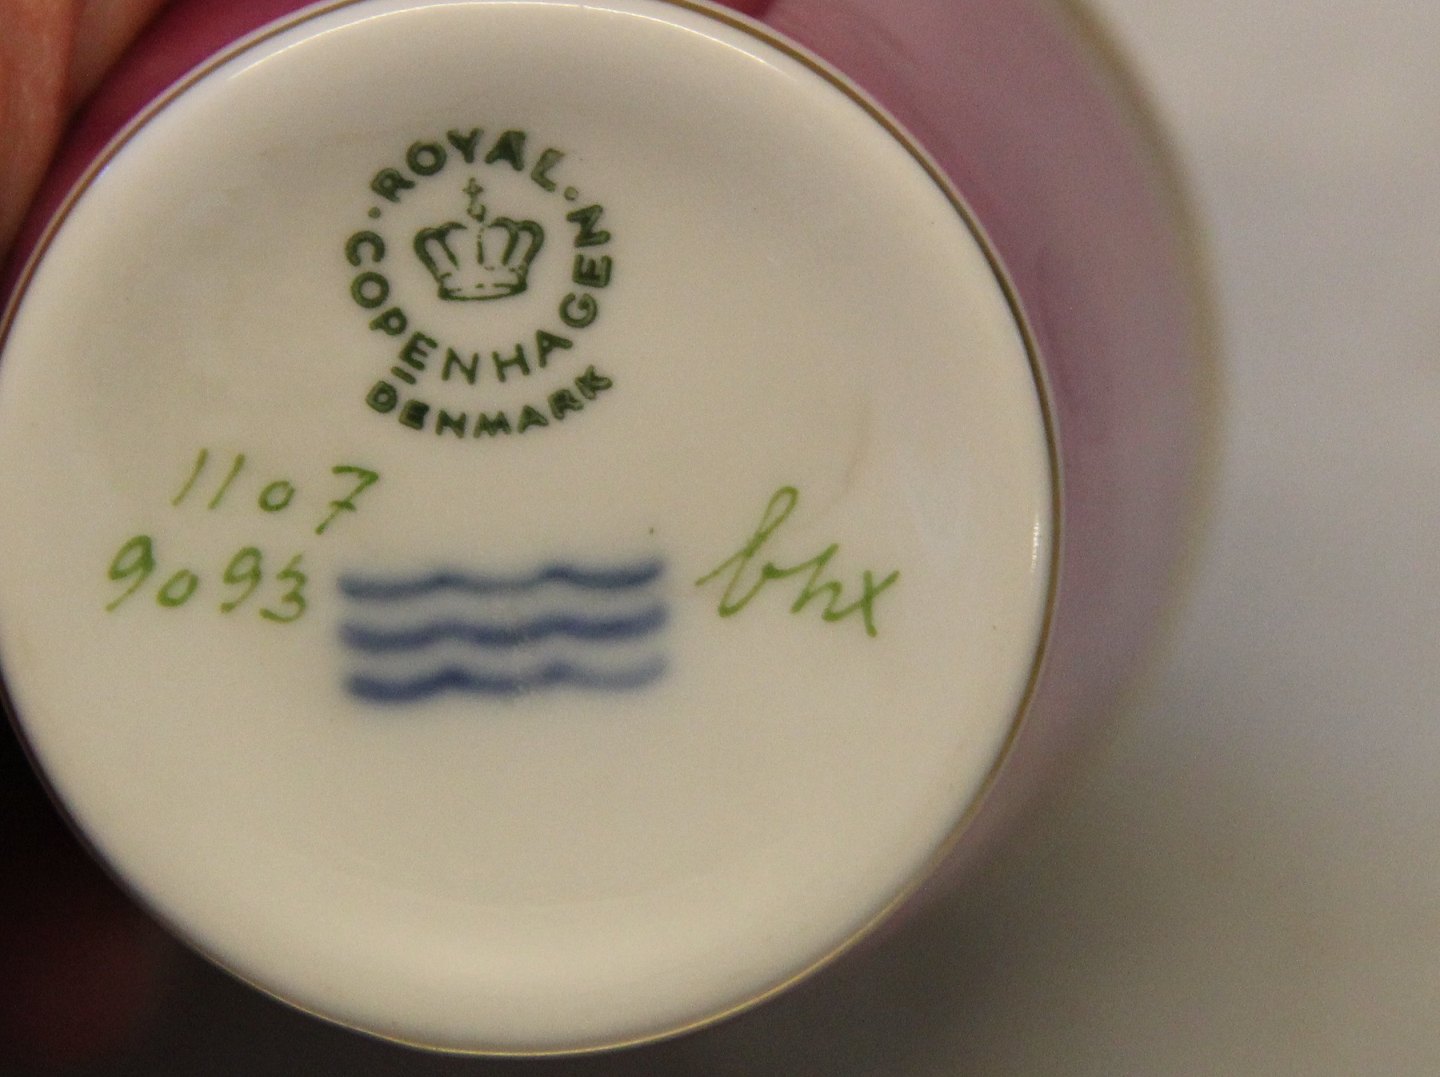 · ROYAL ·
COPENHAGEN
DENMARK
1107
9093
bhx